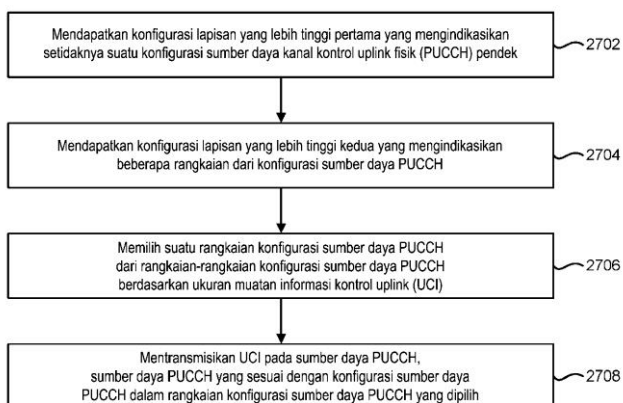 Mendapatkan konfigurasi lapisan yang lebih tinggi pertama yang mengindikasikan
setidaknya suatu konfigurasi sumber daya kanal kontrol uplink fisik (PUCCH) pendek
2702
Mendapatkan konfigurasi lapisan yang lebih tinggi kedua yang mengindikasikan
beberapa rangkaian dari konfigurasi sumber daya PUCCH
2704
Memilih suatu rangkaian konfigurasi sumber daya PUCCH
dari rangkaian-rangkaian konfigurasi sumber daya PUCCH
berdasarkan ukuran muatan informasi kontrol uplink (UCI)
2706
Mentransmisikan UCI pada sumber daya PUCCH,
sumber daya PUCCH yang sesuai dengan konfigurasi sumber daya
PUCCH dalam rangkaian konfigurasi sumber daya PUCCH yang dipilih
2708